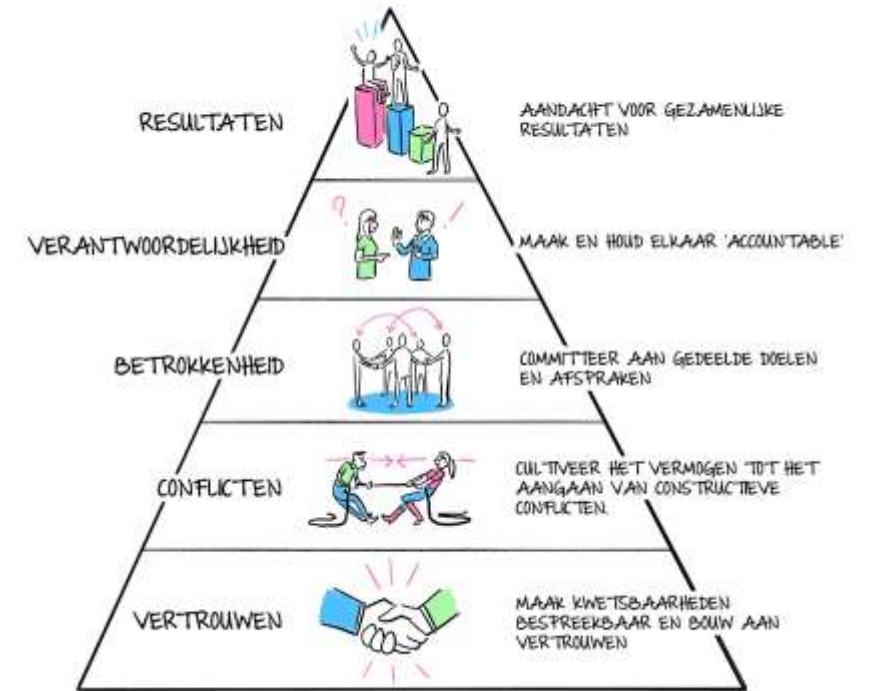 RESULTATEN
AANDACHT VOOR GEZAMENLIJKE
RESULTATEN
?
!
VERANTWOORDELIJKHEID
MAAK EN HOUD ELKAAR 'ACCOUNTABLE'
BETROKKENHEID
COMMITTEER AAN GEDEELDE DOELEN
EN AFSPRAKEN
CONFLICTEN
CULTIVEER HET VERMOGEN TOT HET
AANGAAN VAN CONSTRUCTIEVE
CONFLICTEN.
VERTROUWEN
MAAK KWETSBAARHEDEN
BESPREEKBAAR EN BOUW AAN
VERTROUWEN